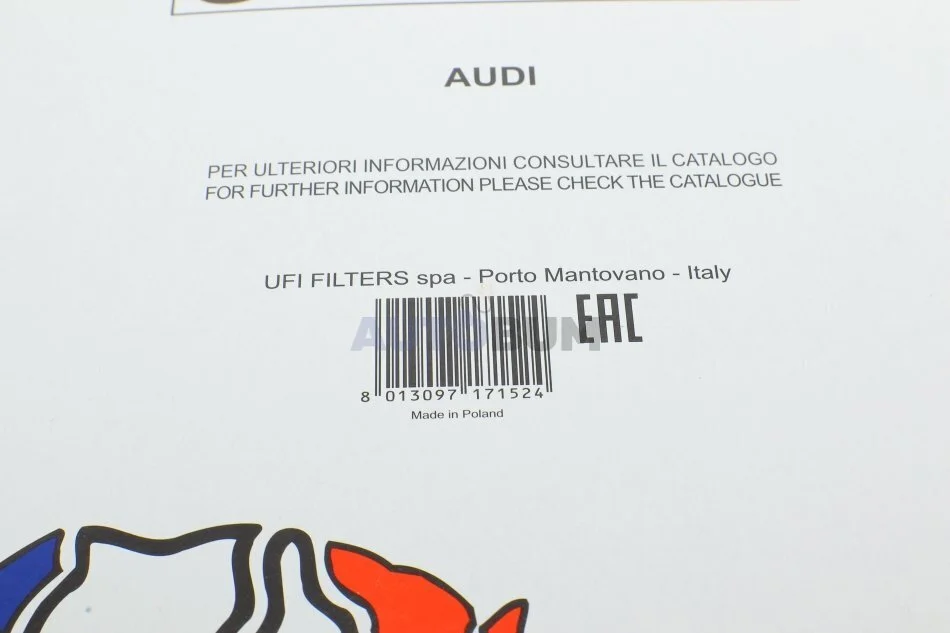 AUDI
PER ULTERIORI INFORMAZIONI CONSULTARE IL CATALOGO
FOR FURTHER INFORMATION PLEASE CHECK THE CATALOGUE
UFI FILTERS spa - Porto Mantovano - Italy
EAC
AUTOBUM
8 013097 171524
Made in Poland